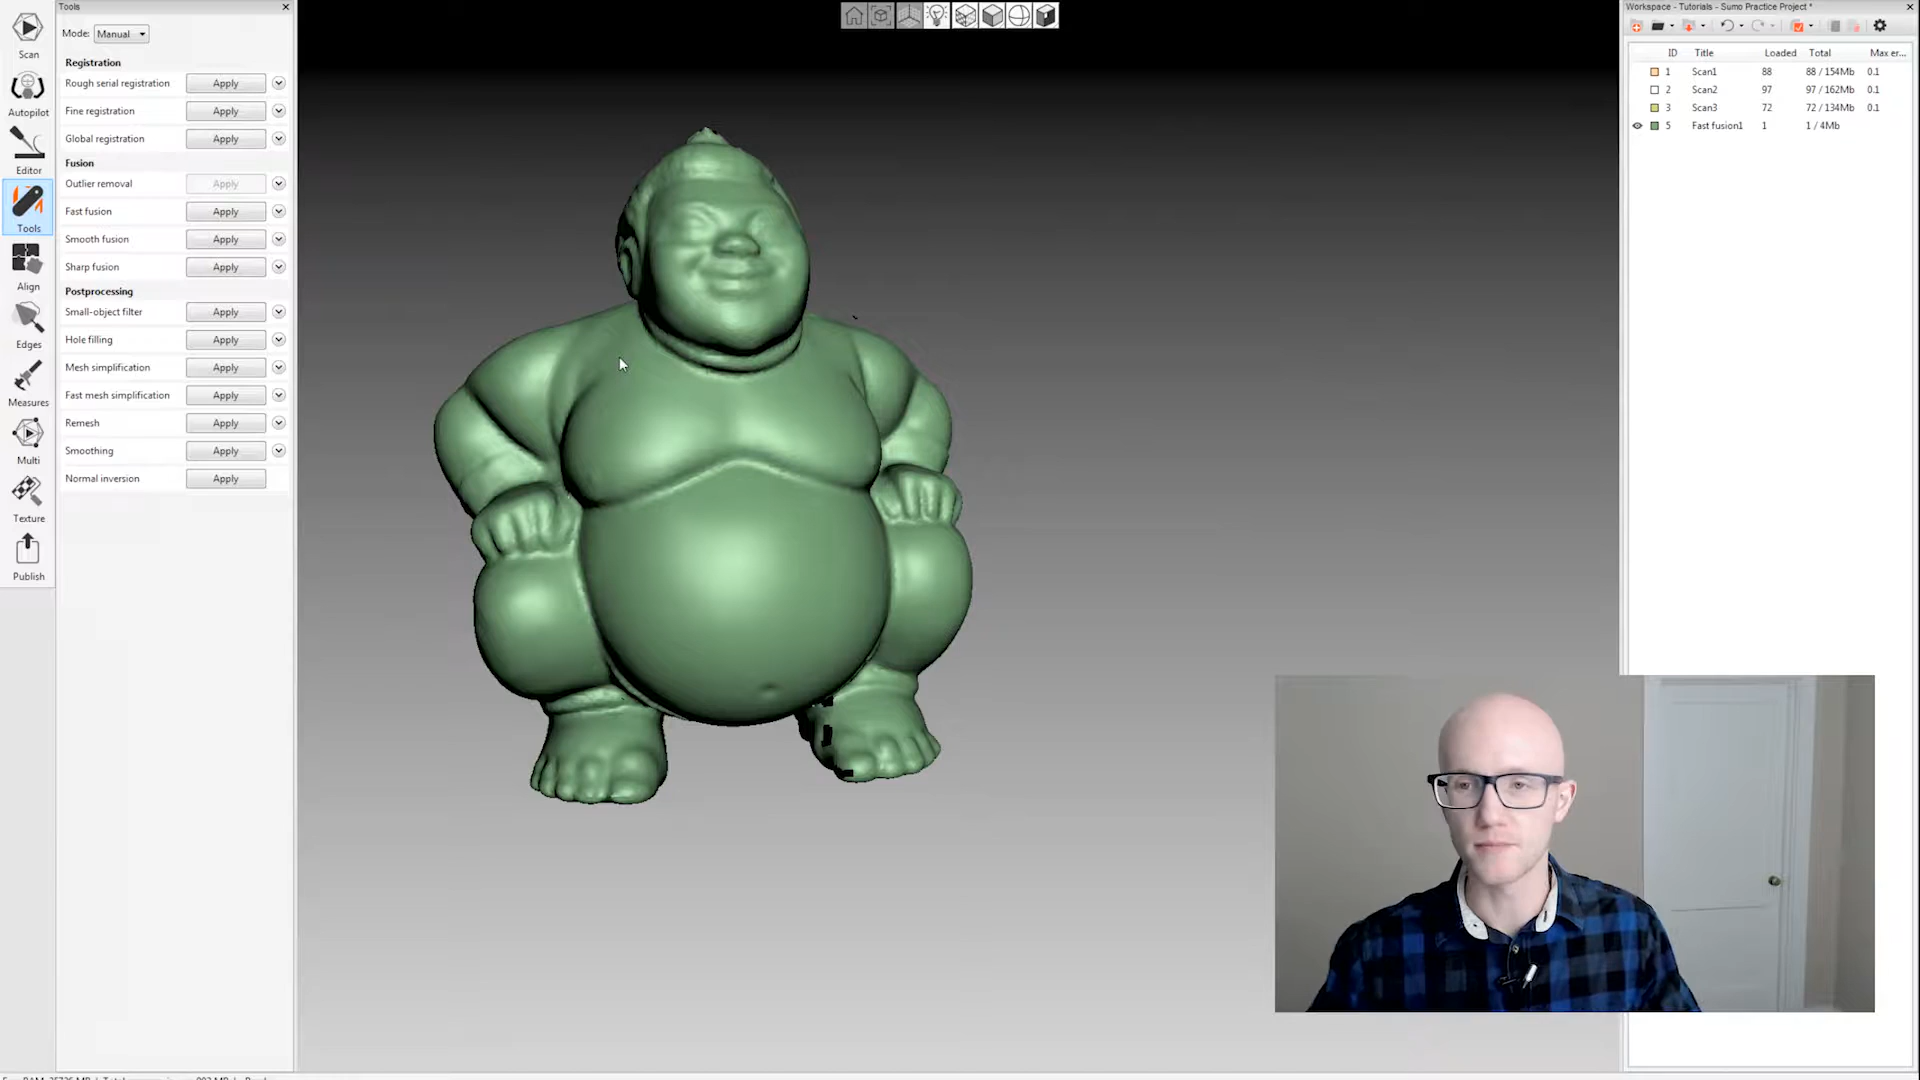 Tools
Workspace - Tutorials - Sumo Practice Project *
Mode: Manual
Scan
Autopilot
Editor
Tools
Align
Edges
Measures
Multi
Texture
Publish
Registration
Rough serial registration Apply
Fine registration Apply
Global registration Apply
Fusion
Outlier removal Apply
Fast fusion Apply
Smooth fusion Apply
Sharp fusion Apply
Postprocessing
Small-object filter Apply
Hole filling Apply
Mesh simplification Apply
Fast mesh simplification Apply
Remesh Apply
Smoothing Apply
Normal inversion Apply
ID Title Loaded Total Max er...
1 Scan1 88 88 / 154Mb 0.1
2 Scan2 97 97 / 162Mb 0.1
3 Scan3 72 72 / 134Mb 0.1
5 Fast fusion1 1 1 / 4Mb